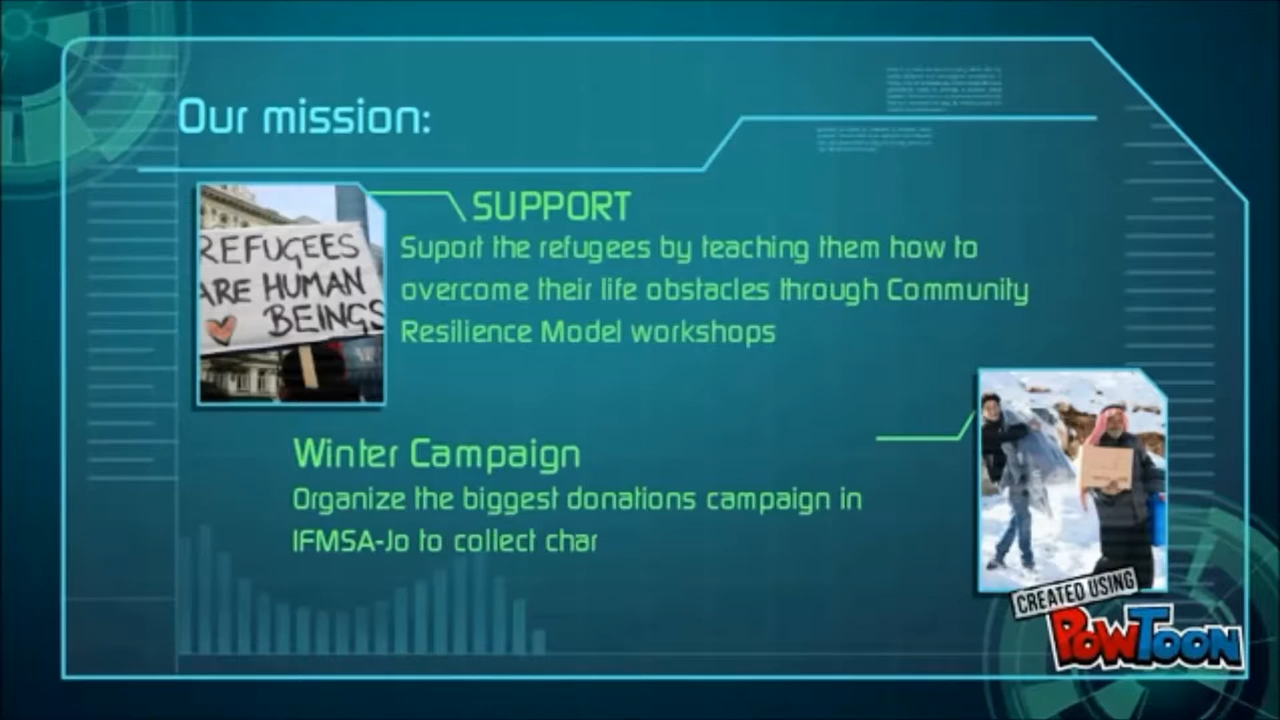 Our mission:
SUPPORT
Suport the refugees by teaching them how to
overcome their life obstacles through Community
Resilience Model workshops
REFUGEES
ARE HUMAN
BEINGS
Winter Campaign
Organize the biggest donations campaign in
IFMSA-Jo to collect char
CREATED USING
POWTOON